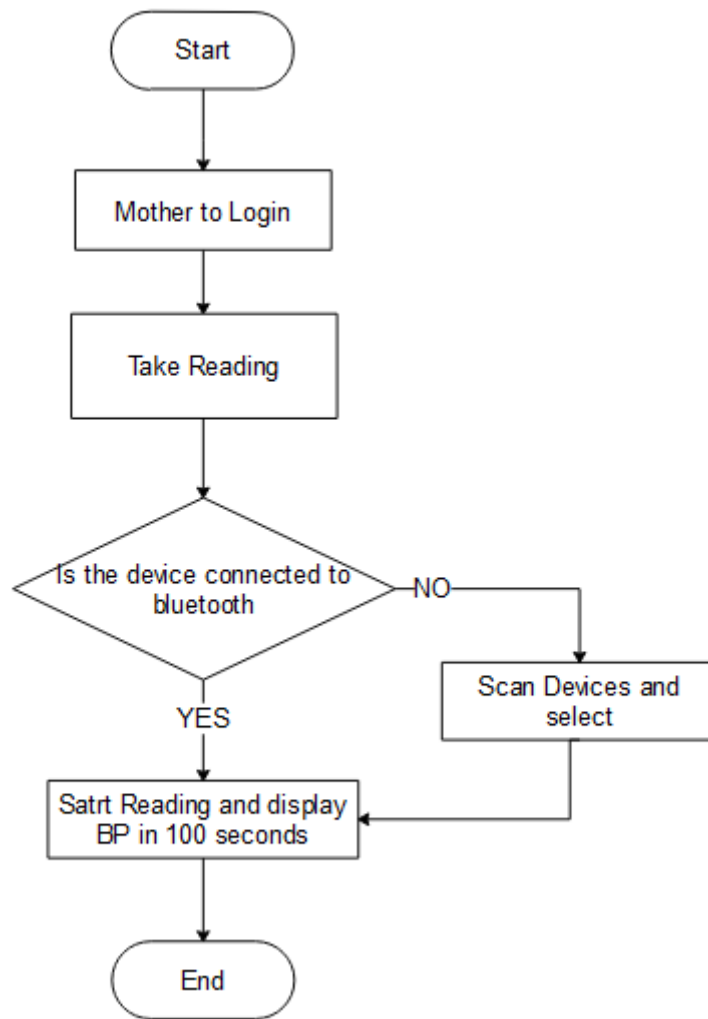 Start
Mother to Login
Take Reading
Is the device connected to
bluetooth
NO
Scan Devices and
select
YES
Satrt Reading and display
BP in 100 seconds
End